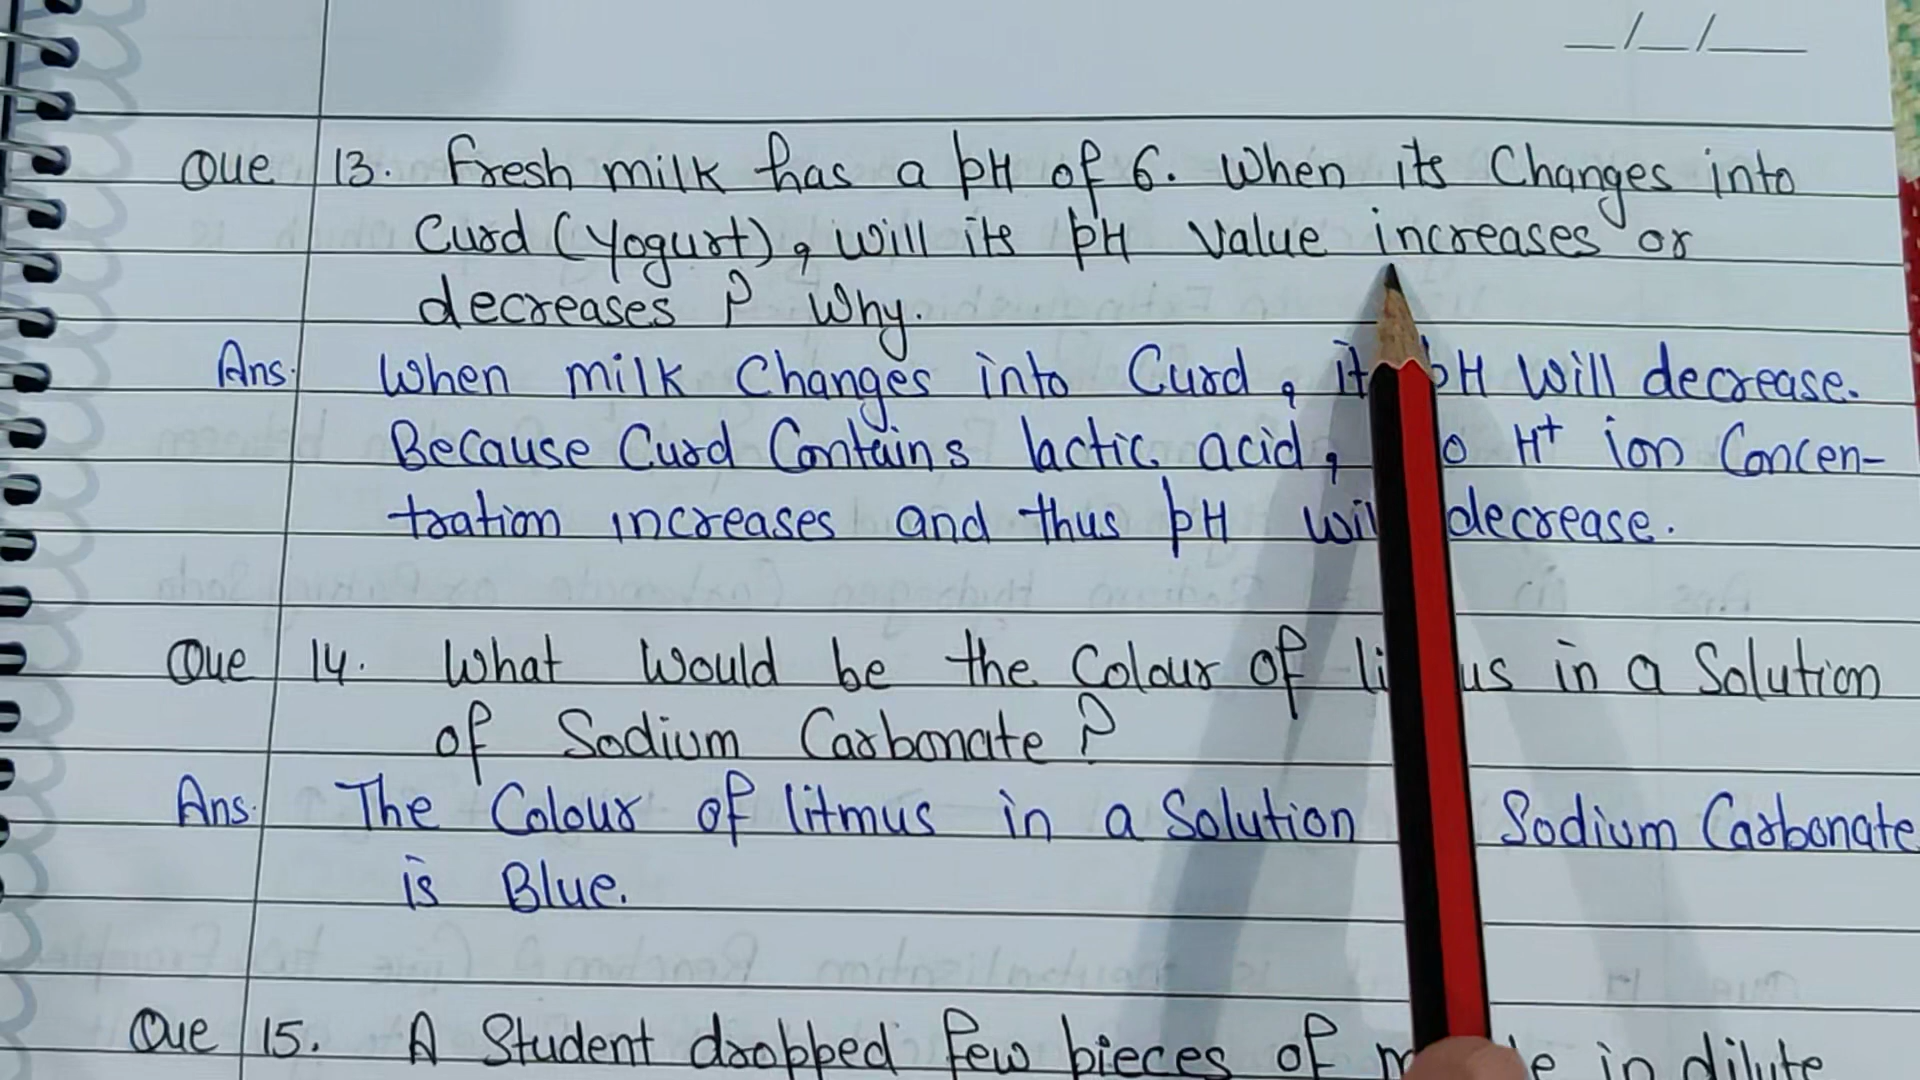 _/_/__
Que 13. Fresh milk has a pH of 6. When its Changes into
Curd (Yogurt), will its pH Value increases or
decreases ? Why.
Ans. When milk Changes into Curd, it pH will decrease.
Because Curd Contains lactic acid, H+ ion Concen-
tration increases and thus pH decrease.
Que 14. What Would be the Colour of in a Solution
of Sodium Carbonate ?
Ans. The Colour of litmus in a Solution Sodium Carbonate
is Blue.
Que 15. A Student dropped few pieces of in dilute